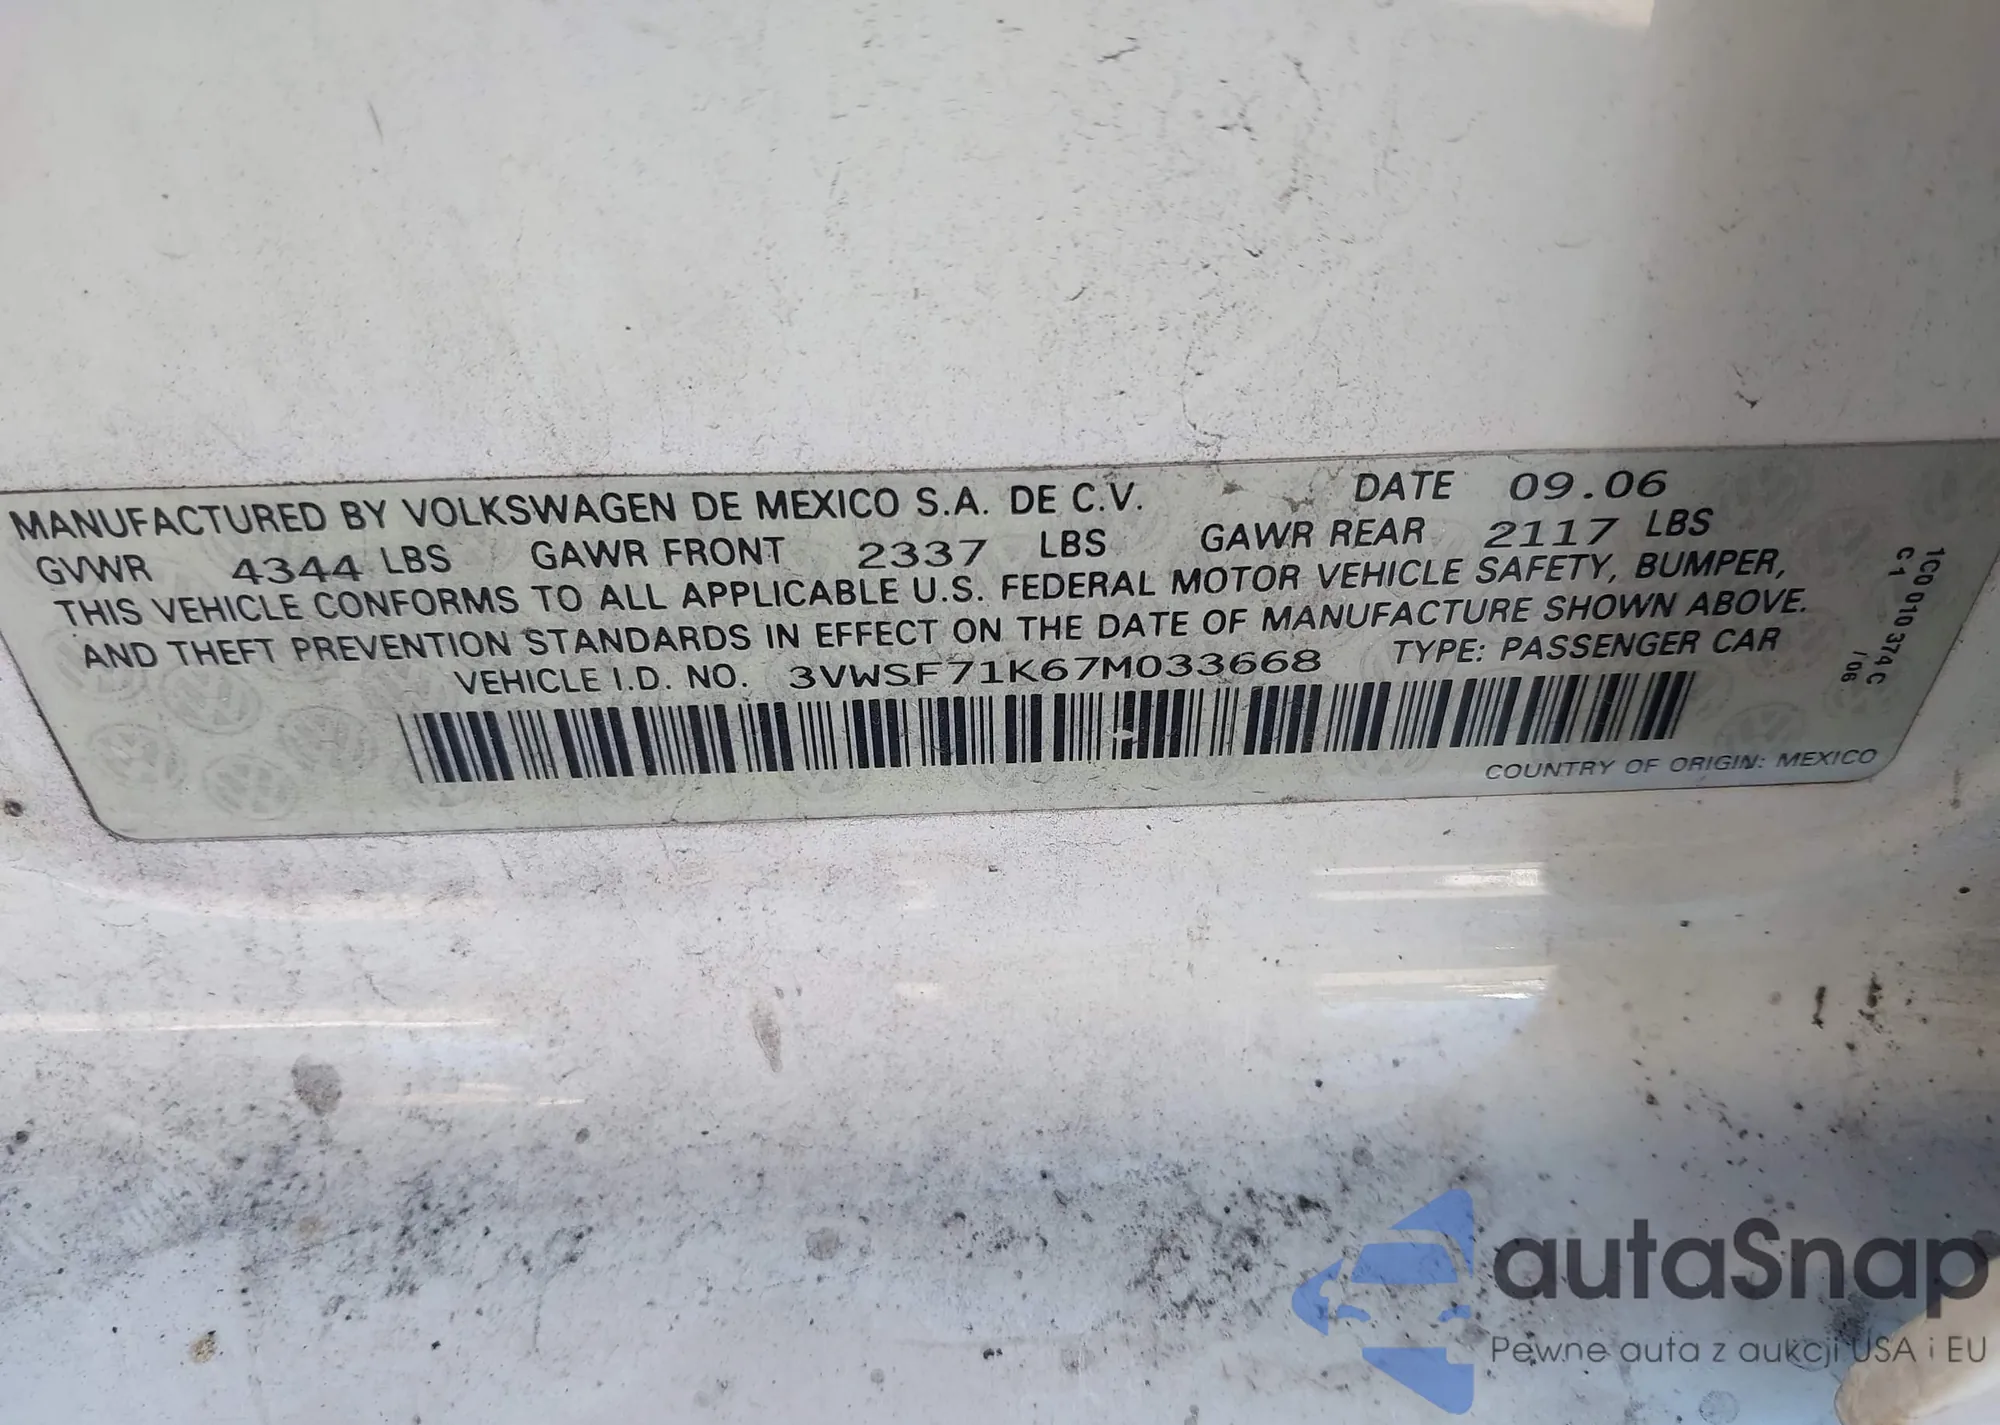 MANUFACTURED BY VOLKSWAGEN DE MEXICO S.A. DE C.V. DATE 09.06
GVWR 4344 LBS GAWR FRONT 2337 LBS GAWR REAR 2117 LBS
THIS VEHICLE CONFORMS TO ALL APPLICABLE U.S. FEDERAL MOTOR VEHICLE SAFETY, BUMPER,
AND THEFT PREVENTION STANDARDS IN EFFECT ON THE DATE OF MANUFACTURE SHOWN ABOVE.
VEHICLE I.D. NO. 3VWSF71K67M033668 TYPE: PASSENGER CAR
COUNTRY OF ORIGIN: MEXICO
1C0 010 374 C
C1 / 06
autaSnap
Pewne auta z aukcji USA i EU